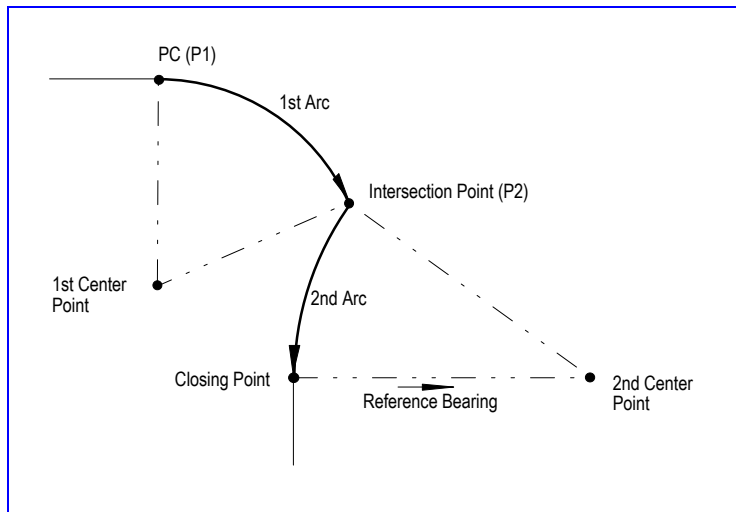 PC (P1)
1st Arc
Intersection Point (P2)
1st Center
Point
2nd Arc
Closing Point
Reference Bearing
2nd Center
Point